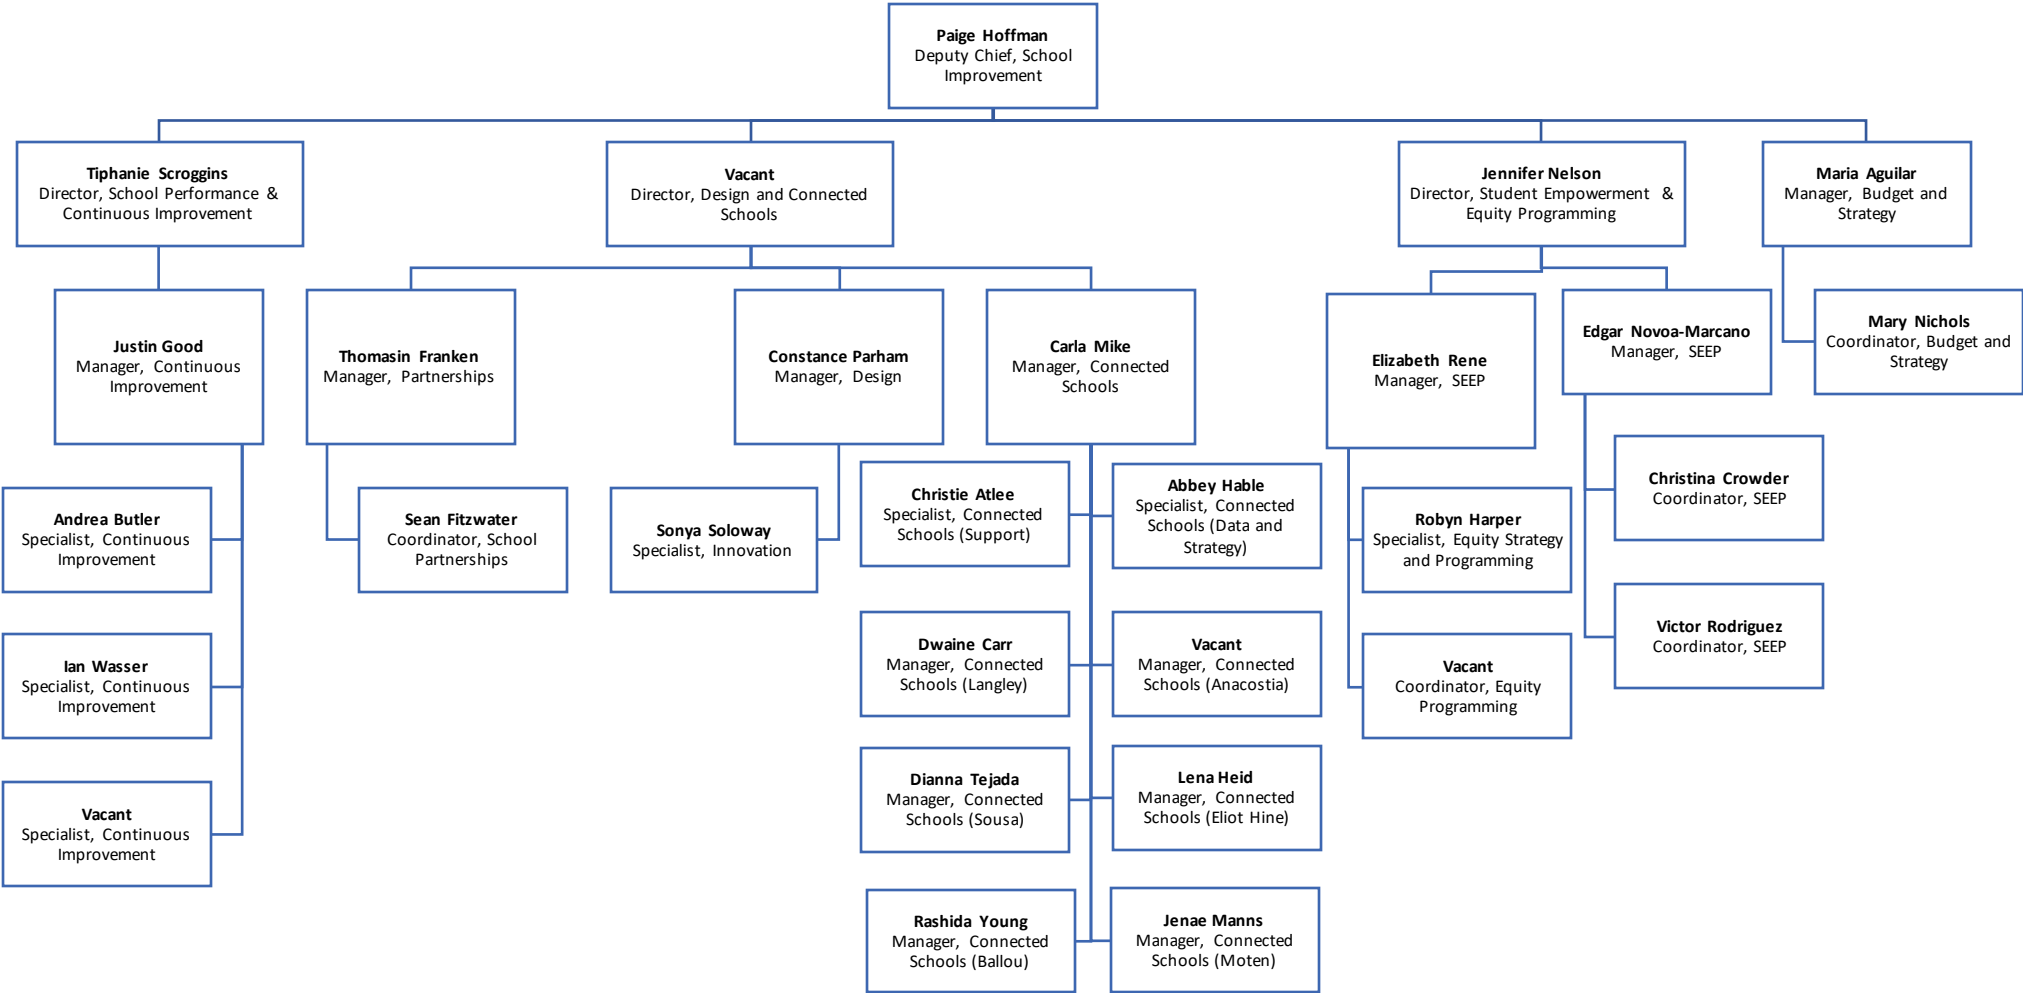 Paige Hoffman
Deputy Chief, School
Improvement
Tiphanie Scroggins
Director, School Performance &
Continuous Improvement
Vacant
Director, Design and Connected
Schools
Jennifer Nelson
Director, Student Empowerment &
Equity Programming
Maria Aguilar
Manager, Budget and
Strategy
Justin Good
Manager, Continuous
Improvement
Thomasin Franken
Manager, Partnerships
Constance Parham
Manager, Design
Carla Mike
Manager, Connected
Schools
Elizabeth Rene
Manager, SEEP
Edgar Novoa-Marcano
Manager, SEEP
Mary Nichols
Coordinator, Budget and
Strategy
Andrea Butler
Specialist, Continuous
Improvement
Sean Fitzwater
Coordinator, School
Partnerships
Sonya Soloway
Specialist, Innovation
Christie Atlee
Specialist, Connected
Schools (Support)
Abbey Hable
Specialist, Connected
Schools (Data and
Strategy)
Robyn Harper
Specialist, Equity Strategy
and Programming
Christina Crowder
Coordinator, SEEP
Ian Wasser
Specialist, Continuous
Improvement
Dwaine Carr
Manager, Connected
Schools (Langley)
Vacant
Manager, Connected
Schools (Anacostia)
Vacant
Coordinator, Equity
Programming
Victor Rodriguez
Coordinator, SEEP
Vacant
Specialist, Continuous
Improvement
Dianna Tejada
Manager, Connected
Schools (Sousa)
Lena Heid
Manager, Connected
Schools (Eliot Hine)
Rashida Young
Manager, Connected
Schools (Ballou)
Jenae Manns
Manager, Connected
Schools (Moten)